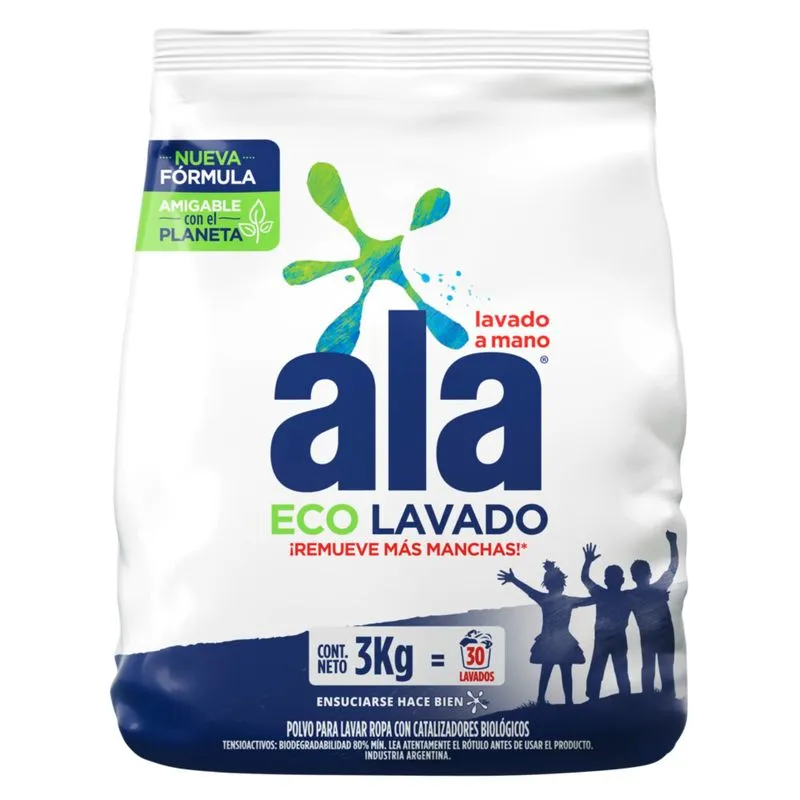 NUEVA
FÓRMULA
AMIGABLE
con el
PLANETA
lavado
a mano
ala®
ECO LAVADO
¡REMUEVE MÁS MANCHAS!*
CONT.
NETO 3Kg = 30
LAVADOS
ENSUCIARSE HACE BIEN
POLVO PARA LAVAR ROPA CON CATALIZADORES BIOLÓGICOS
TENSIOACTIVOS: BIODEGRADABILIDAD 80% MÍN. LEA ATENTAMENTE EL RÓTULO ANTES DE USAR EL PRODUCTO.
INDUSTRIA ARGENTINA.